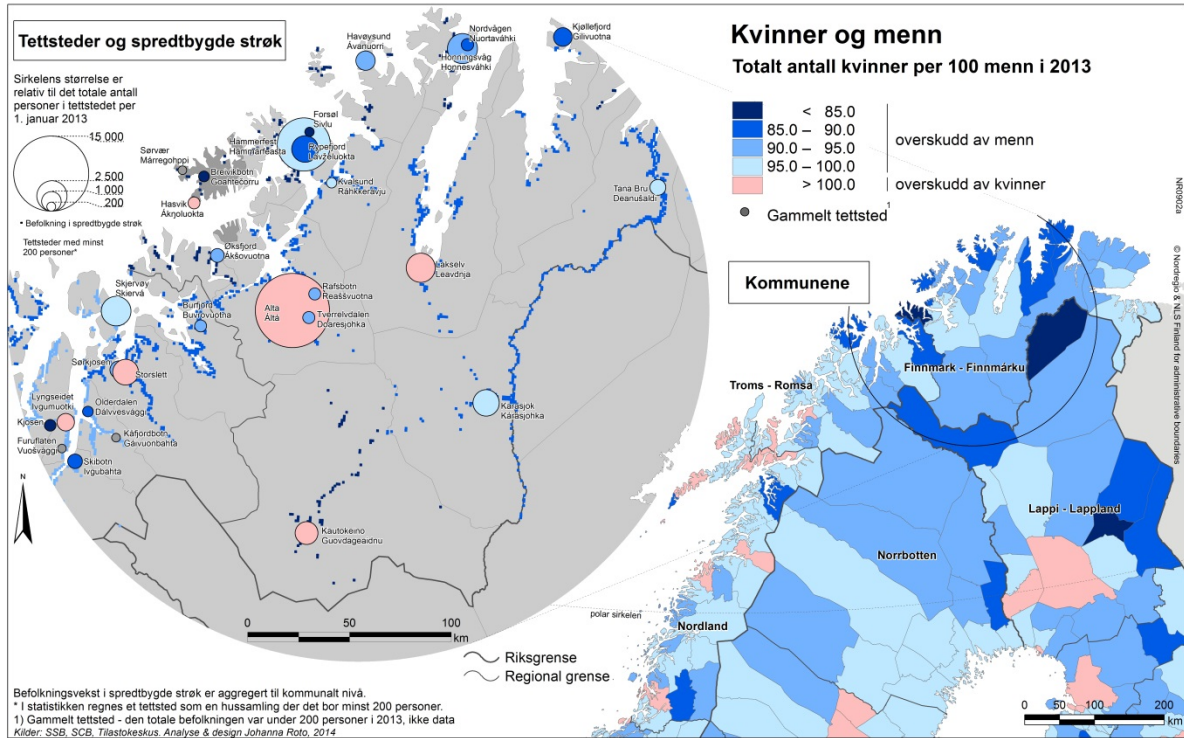 Tettsteder og spredtbygde strøk
Sirkelens størrelse er
relativ til det totale antall
personer i tettstedet per
1. januar 2013
15 000
2.500
1.000
200
• Befolkning i spredtbygde strøk
Tettsteder med minst
200 personer*
Havøysund
Ávanuorri
Nordvågen
Nuortaváhki
Honningsvåg
Honnesváhki
Kjøllefjord
Gilivuotna
Forsøl
Sivlu
Hammerfest
Hámmárfeasta
Rypefjord
Lávželuokta
Sørvær
Márregohppi
Breivikbotn
Goahtecorru
Hasvik
Áknoluokta
Kvalsund
Ráhkkerávju
Tana Bru
Deanušaldi
Øksfjord
Ákšovuotna
Lakselv
Leavdnja
Skjervøy
Skiervá
Burfjord
Buvrovuotna
Alta
Áltá
Rafsbotn
Reaššvuotna
Tverrelvdalen
Doaresjohka
Sørkjosen
Storslett
Lyngseidet
Ivgumuotki
Kjosen
Olderdalen
Dálvvesvággi
Karasjok
Kárášjohka
Furuflaten
Vuošvággi
Kåfjordbotn
Gáivuonbahta
Skibotn
Ivgubahta
N
Kautokeino
Guovdageaidnu
0 50 100
km
Riksgrense
Regional grense
Befolkningsvekst i spredtbygde strøk er aggregert til kommunalt nivå.
* I statistikken regnes et tettsted som en hussamling der det bor minst 200 personer.
1) Gammelt tettsted - den totale befolkningen var under 200 personer i 2013, ikke data
Kilder: SSB, SCB, Tilastokeskus. Analyse & design Johanna Roto, 2014
Kvinner og menn
Totalt antall kvinner per 100 menn i 2013
< 85.0
85.0 – 90.0
90.0 – 95.0
95.0 – 100.0
> 100.0
overskudd av menn
overskudd av kvinner
Gammelt tettsted 1
Kommunene
Finnmark - Finnmárku
Troms - Romsa
Lappi - Lappland
Norrbotten
Nordland
polar sirkelen
0 50 100 200
km
NR0902a
© Nordregio & NLS Finland for administrative boundaries